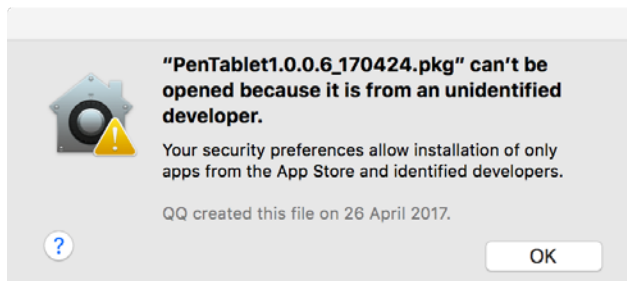 “PenTablet1.0.0.6_170424.pkg” can’t be
opened because it is from an unidentified
developer.
Your security preferences allow installation of only
apps from the App Store and identified developers.
QQ created this file on 26 April 2017.
?
OK